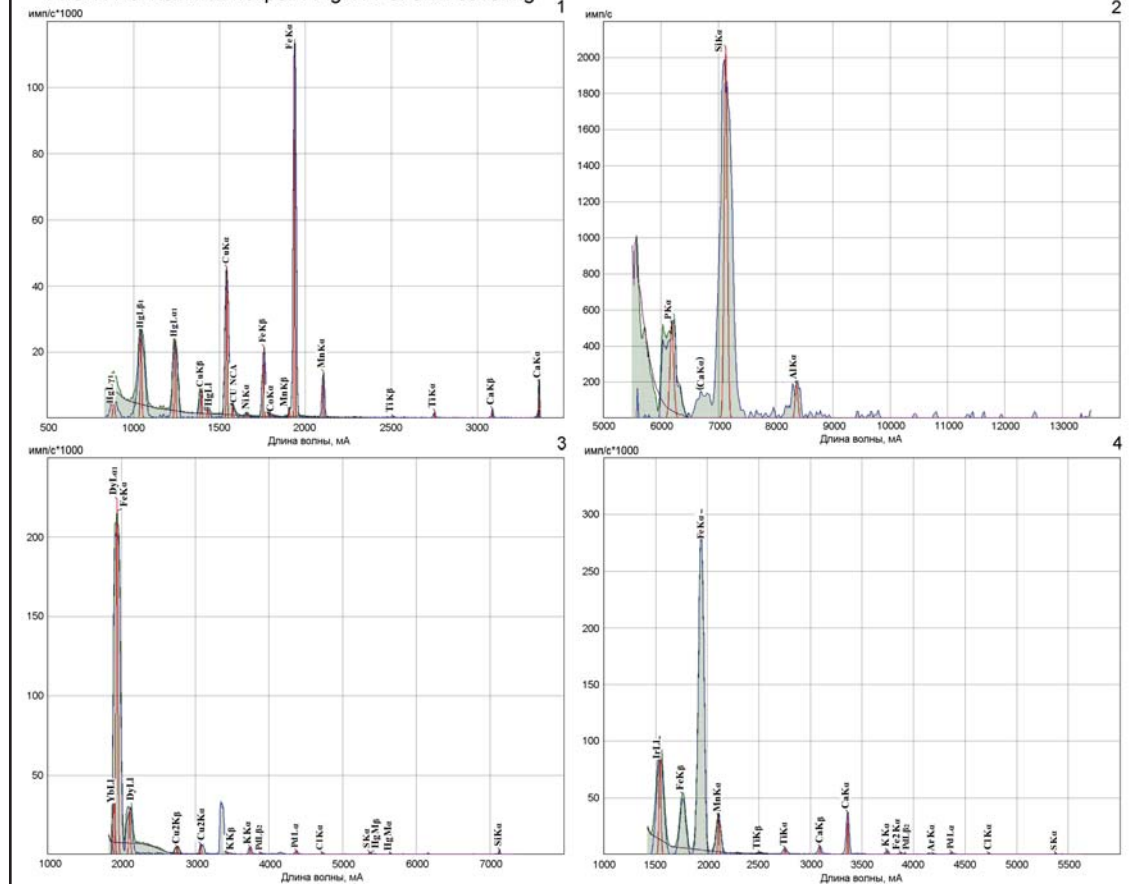 имп/с*1000
1
100
80
60
40
20
HgLβ1
HgLα1
CuKβ
HgLl
CuKα
CU NCA
NiKα
FeKβ
CoKα
MnKβ
FeKα
MnKα
TiKβ
TiKα
CaKβ
CaKα
500 1000 1500 2000 2500 3000
Длина волны, мА
имп/с
2
2000
1800
1600
1400
1200
1000
800
600
400
200
PKα
(CaKα)
SiKα
AlKα
5000 6000 7000 8000 9000 10000 11000 12000 13000
Длина волны, мА
имп/с*1000
3
200
150
100
50
YbLl
DyLα1
FeKα
DyLl
Cu2Kβ
Cu2Kα
KKβ
KKα
PdLβ2
PdLα
ClKα
SKα
HgMβ
HgMα
SiKα
1000 2000 3000 4000 5000 6000 7000
Длина волны, мА
имп/с*1000
4
300
250
200
150
100
50
IrLl
FeKβ
FeKα
MnKα
TiKβ
TiKα
CaKβ
CaKα
KKα
Fe2Kα
PdLβ2
ArKα
PdLα
ClKα
SKα
1000 1500 2000 2500 3000 3500 4000 4500 5000 5500
Длина волны, мА